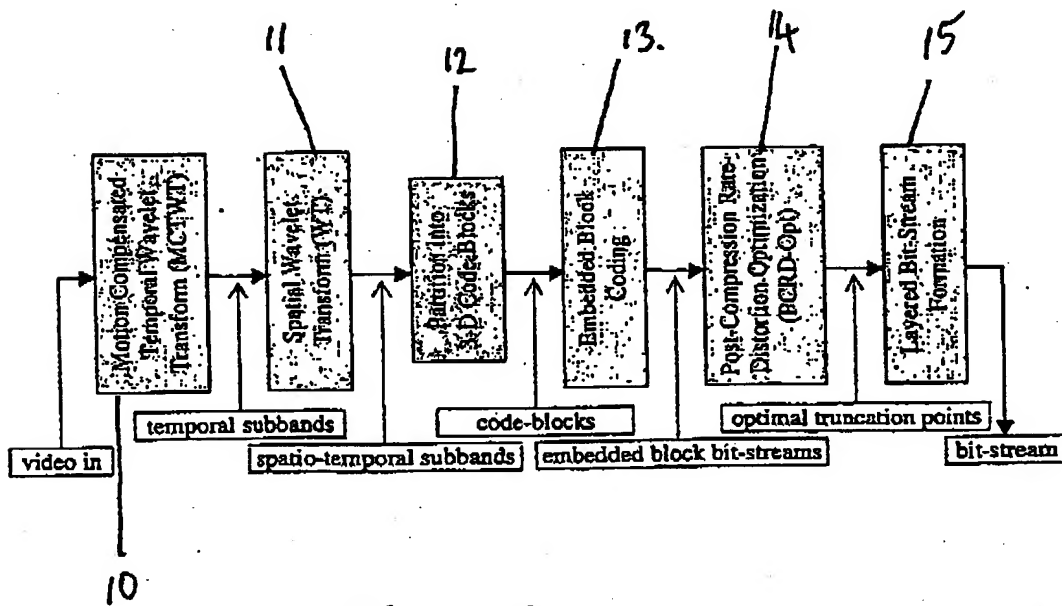 11
12
13.
14
15
Motion Compensated
Temporal Wavelet
Transform (MCTWT)
Spatial Wavelet
Transform (WT)
Partition into
3D Code-Blocks
Embedded Block
Coding
Post-Compression Rate-
Distortion Optimization
(PCRD-Opt)
Layered Bit-Stream
Formation
temporal subbands
code-blocks
optimal truncation points
video in
spatio-temporal subbands
embedded block bit-streams
bit-stream
10